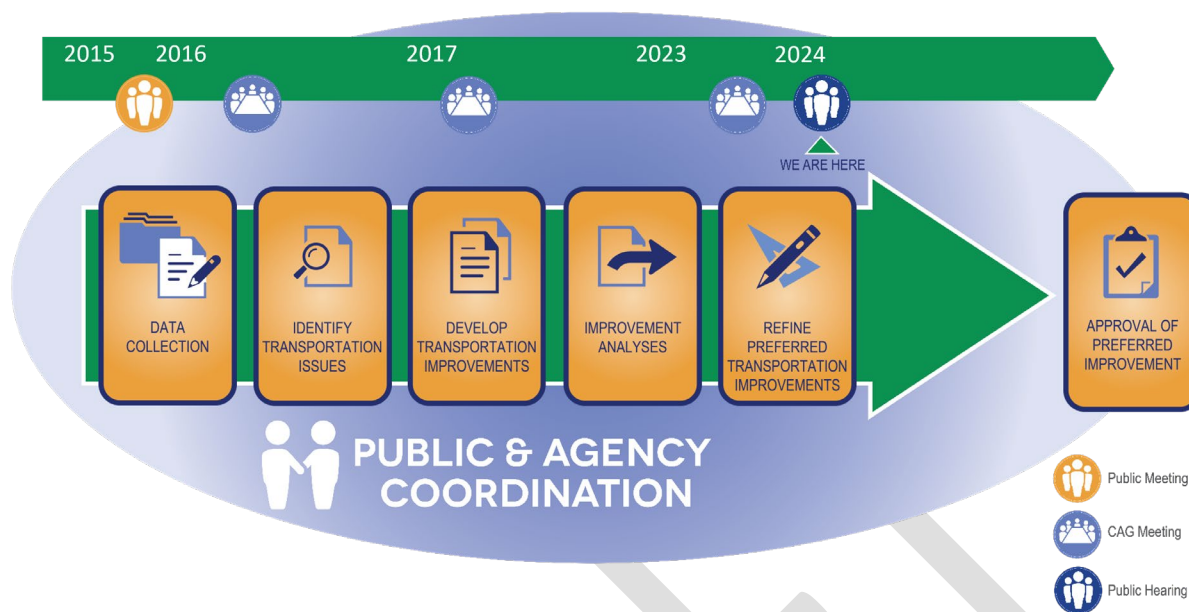 2015 2016 2017 2023 2024
WE ARE HERE
DATA
COLLECTION
IDENTIFY
TRANSPORTATION
ISSUES
DEVELOP
TRANSPORTATION
IMPROVEMENTS
IMPROVEMENT
ANALYSES
REFINE
PREFERRED
TRANSPORTATION
IMPROVEMENTS
APPROVAL OF
PREFERRED
IMPROVEMENT
PUBLIC & AGENCY
COORDINATION
Public Meeting
CAG Meeting
Public Hearing